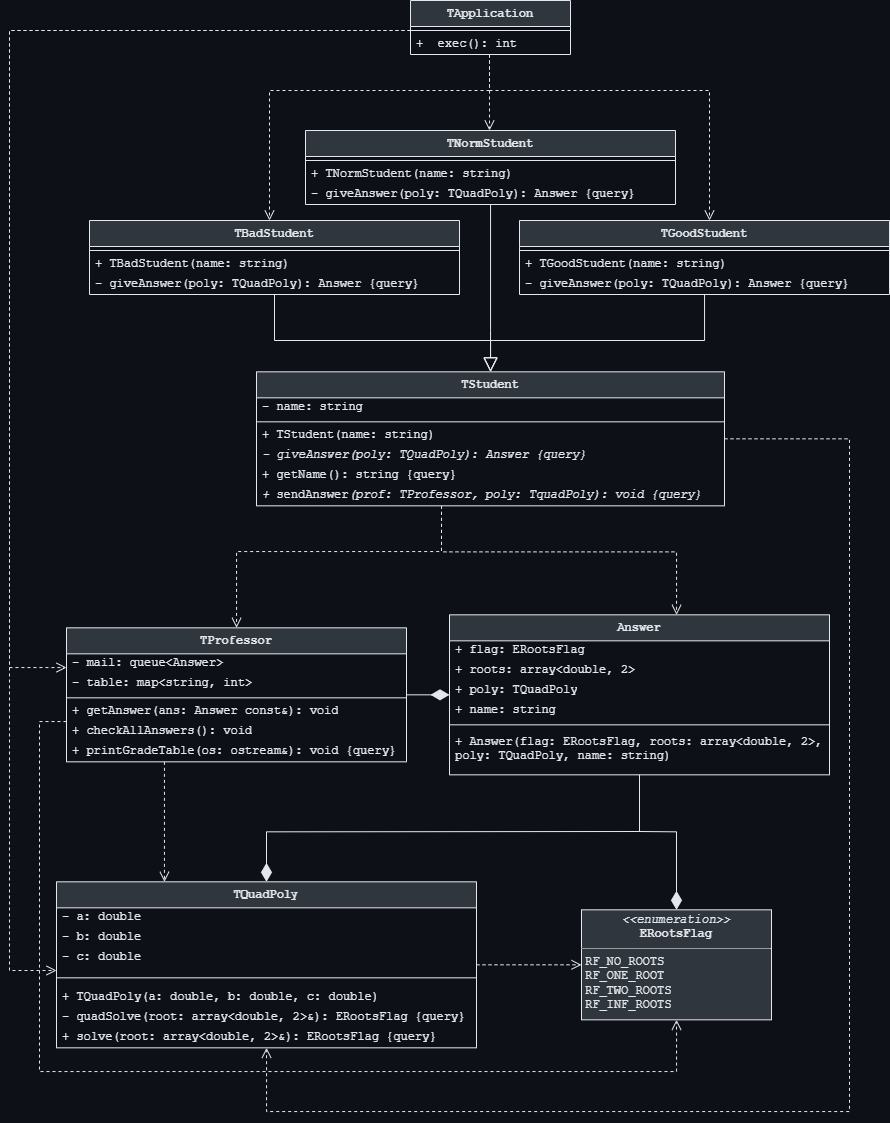 TApplication
+ exec(): int
TNormStudent
+ TNormStudent(name: string)
- giveAnswer(poly: TQuadPoly): Answer {query}
TBadStudent
+ TBadStudent(name: string)
- giveAnswer(poly: TQuadPoly): Answer {query}
TGoodStudent
+ TGoodStudent(name: string)
- giveAnswer(poly: TQuadPoly): Answer {query}
TStudent
- name: string
+ TStudent(name: string)
- giveAnswer(poly: TQuadPoly): Answer {query}
+ getName(): string {query}
+ sendAnswer(prof: TProfessor, poly: TquadPoly): void {query}
TProfessor
- mail: queue<Answer>
- table: map<string, int>
+ getAnswer(ans: Answer const&): void
+ checkAllAnswers(): void
+ printGradeTable(os: ostream&): void {query}
Answer
+ flag: ERootsFlag
+ roots: array<double, 2>
+ poly: TQuadPoly
+ name: string
+ Answer(flag: ERootsFlag, roots: array<double, 2>,
poly: TQuadPoly, name: string)
TQuadPoly
- a: double
- b: double
- c: double
+ TQuadPoly(a: double, b: double, c: double)
- quadSolve(root: array<double, 2>&): ERootsFlag {query}
+ solve(root: array<double, 2>&): ERootsFlag {query}
<<enumeration>>
ERootsFlag
RF_NO_ROOTS
RF_ONE_ROOT
RF_TWO_ROOTS
RF_INF_ROOTS